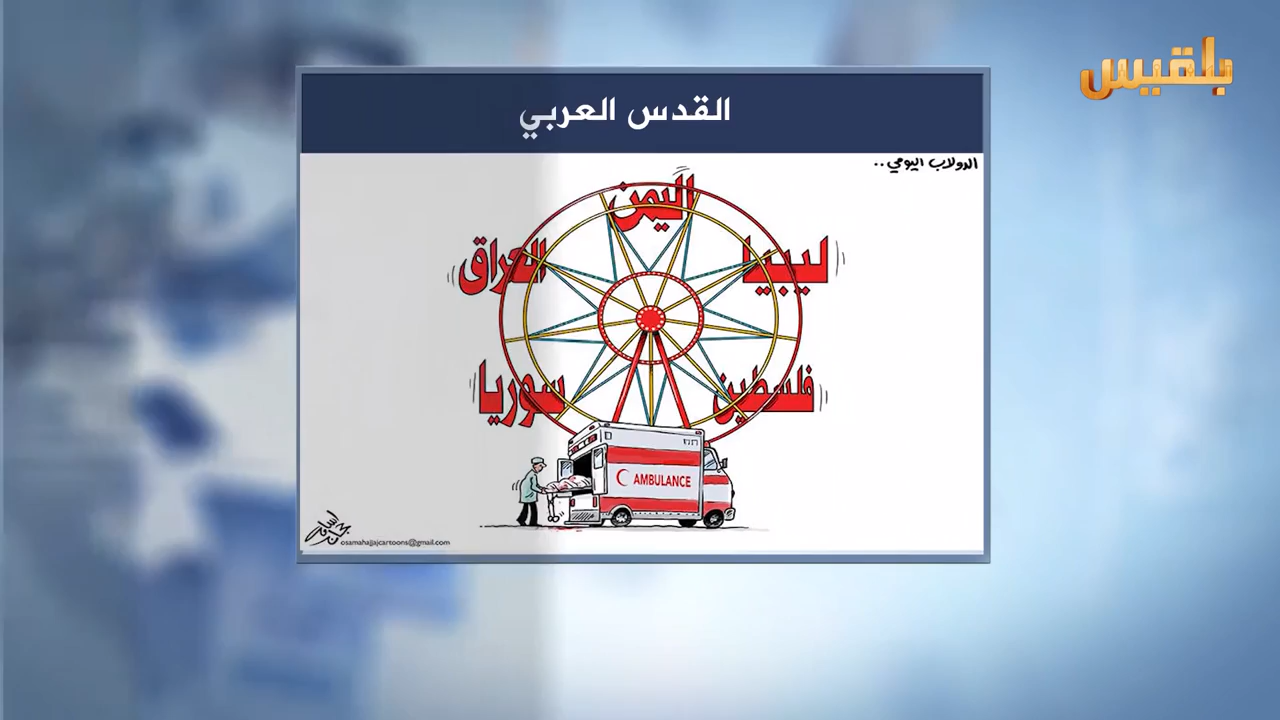 بلقيس
القدس العربي
الدولاب اليومي..
اليمن
ليبيا
العراق
فلسطين
سوريا
AMBULANCE
osamahajjajcartoons@gmail.com